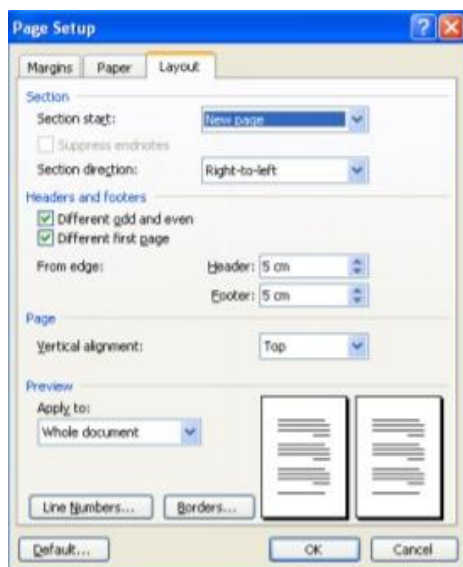 Page Setup
Margins Paper Layout
Section
Section start: New page
Suppress endnotes
Section direction: Right-to-left
Headers and footers
Different odd and even
Different first page
From edge: Header: 5 cm
Footer: 5 cm
Page
Vertical alignment: Top
Preview
Apply to:
Whole document
Line Numbers... Borders...
Default... OK Cancel